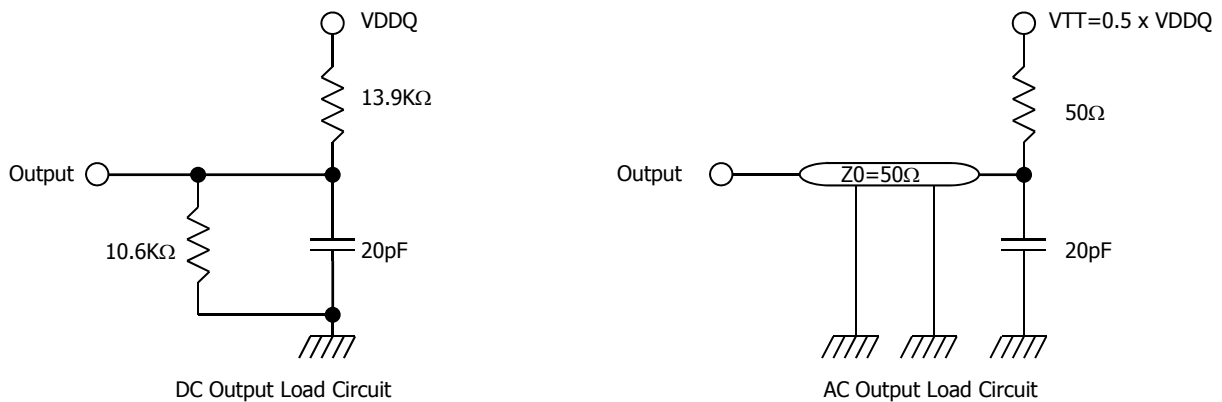 VDDQ
13.9KΩ
Output
10.6KΩ
20pF
DC Output Load Circuit
VTT=0.5 x VDDQ
50Ω
Output
Z0=50Ω
20pF
AC Output Load Circuit